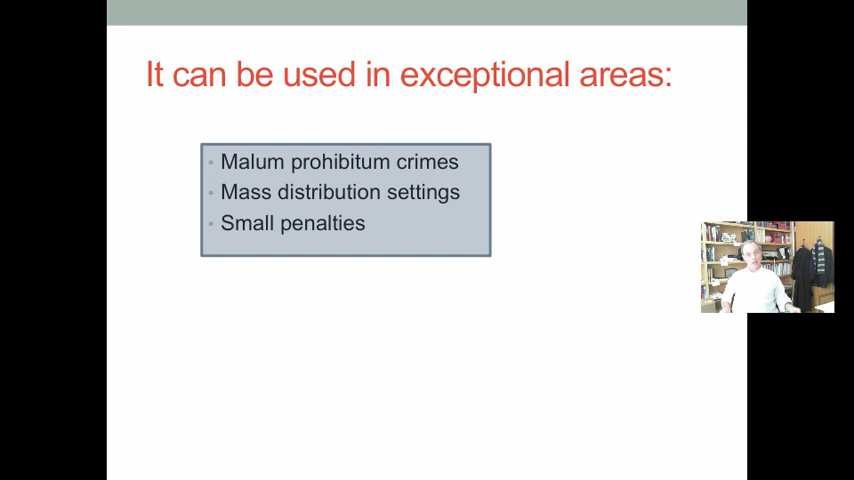 It can be used in exceptional areas:
• Malum prohibitum crimes
• Mass distribution settings
• Small penalties